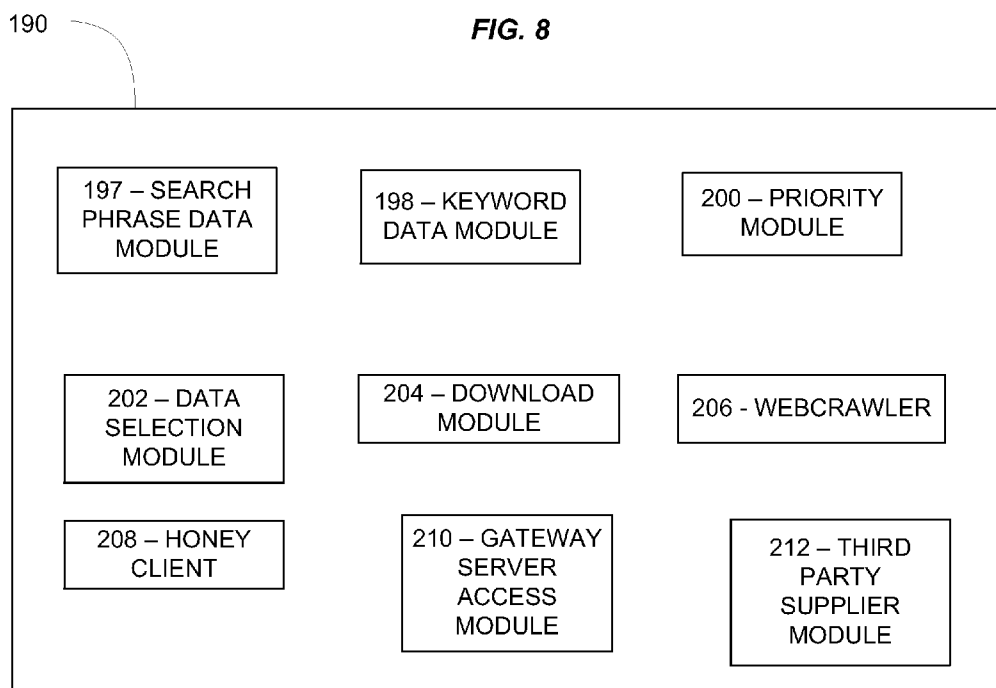 190
FIG. 8
197 – SEARCH
PHRASE DATA
MODULE
198 – KEYWORD
DATA MODULE
200 – PRIORITY
MODULE
202 – DATA
SELECTION
MODULE
204 – DOWNLOAD
MODULE
206 - WEBCRAWLER
208 – HONEY
CLIENT
210 – GATEWAY
SERVER
ACCESS
MODULE
212 – THIRD
PARTY
SUPPLIER
MODULE